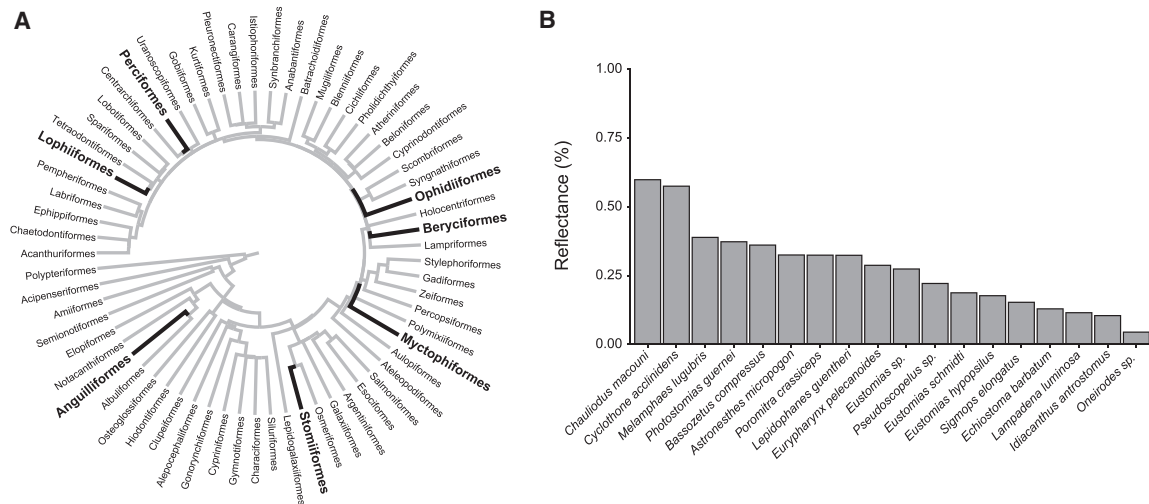 A
Acanthuriformes
Chaetodontiformes
Ephippiformes
Labriformes
Pempheriformes
Lophiiformes
Tetraodontiformes
Spariformes
Lobotiformes
Centrarchiformes
Perciformes
Uranoscopiformes
Gobiiformes
Kurtiformes
Pleuronectiformes
Carangiformes
Istiophoriformes
Synbranchiformes
Anabantiformes
Batrachoidiformes
Mugiliformes
Blenniiformes
Cichliformes
Pholidichthyiformes
Atheriniformes
Beloniformes
Cyprinodontiformes
Scombriformes
Syngnathiformes
Ophidiiformes
Holocentriformes
Beryciformes
Lampriformes
Stylephoriformes
Gadiformes
Zeiformes
Percopsiformes
Polymixiiformes
Myctophiformes
Aulopiformes
Ateleopodiformes
Salmoniformes
Esociformes
Argentiniformes
Galaxiiformes
Osmeriformes
Stomiiformes
Lepidogalaxiiformes
Siluriformes
Characiformes
Gymnotiformes
Cypriniformes
Gonorynchiformes
Alepocephaliformes
Clupeiformes
Hiodontiformes
Osteoglossiformes
Albuliformes
Anguilliformes
Notacanthiformes
Elopiformes
Semionotiformes
Amiiformes
Acipenseriformes
Polypteriformes
B
Reflectance (%)
1.00
0.75
0.50
0.25
0.00
Chauliodus macouni
Cyclothone acclinidens
Melamphaes lugubris
Photostomias guernei
Bassozetus compressus
Astronesthes micropogon
Poromitra crassiceps
Lepidophanes guentheri
Eurypharynx pelecanoides
Eustomias sp.
Pseudoscopelus sp.
Eustomias schmidti
Eustomias hypopsilus
Sigmops elongatus
Echiostoma barbatum
Lampadena luminosa
Idiacanthus antrostomus
Oneirodes sp.